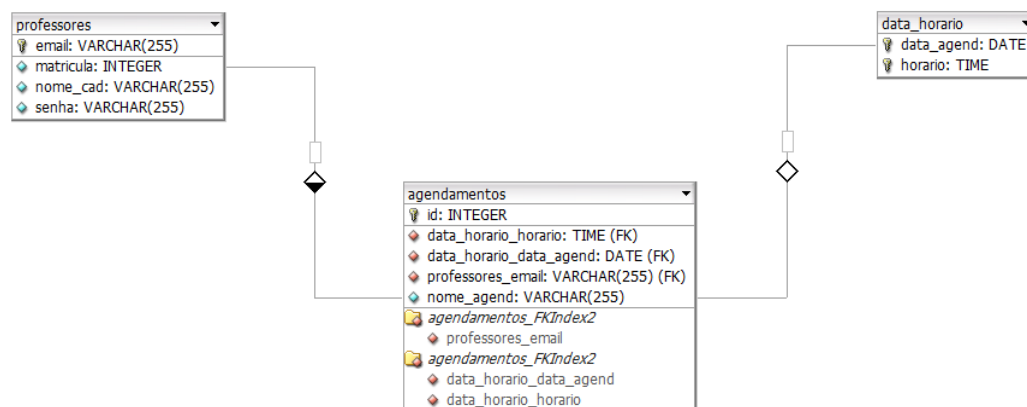 professores
email: VARCHAR(255)
matricula: INTEGER
nome_cad: VARCHAR(255)
senha: VARCHAR(255)
data_horario
data_agend: DATE
horario: TIME
agendamentos
id: INTEGER
data_horario_horario: TIME (FK)
data_horario_data_agend: DATE (FK)
professores_email: VARCHAR(255) (FK)
nome_agend: VARCHAR(255)
agendamentos_FKIndex2
professores_email
agendamentos_FKIndex2
data_horario_data_agend
data_horario_horario